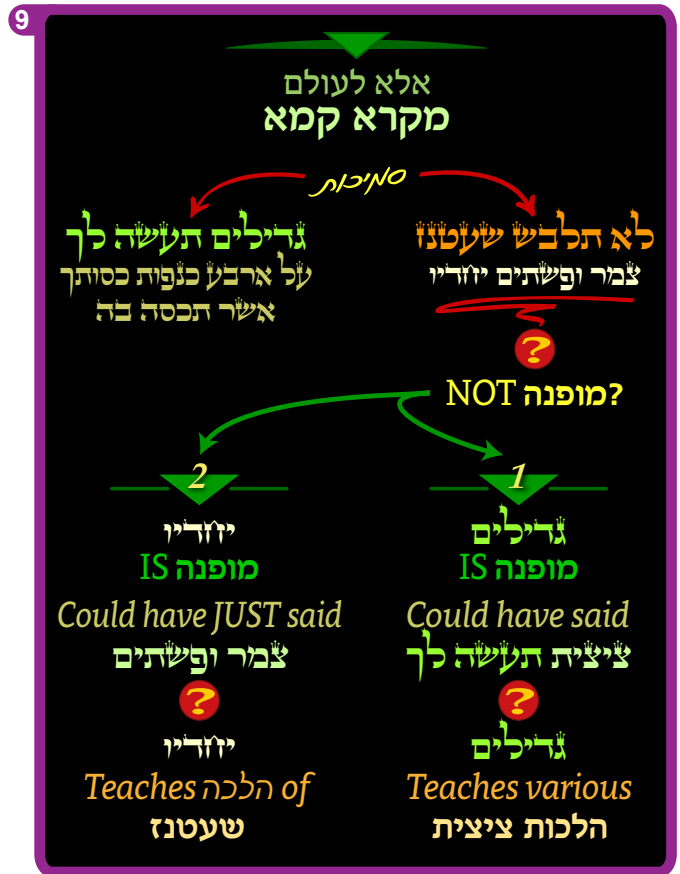 9
אלא לעולם
מקרא קמא
סמיכות
לא תלבש שעטנז
צמר ופשתים יחדיו
גדילים תעשה לך
על ארבע כנפות כסותך
אשר תכסה בה
?
NOT מופנה?
1
גדילים
IS מופנה
Could have said
ציצית תעשה לך
?
גדילים
Teaches various
הלכות ציצית
2
יחדיו
IS מופנה
Could have JUST said
צמר ופשתים
?
יחדיו
Teaches הלכה of
שעטנז